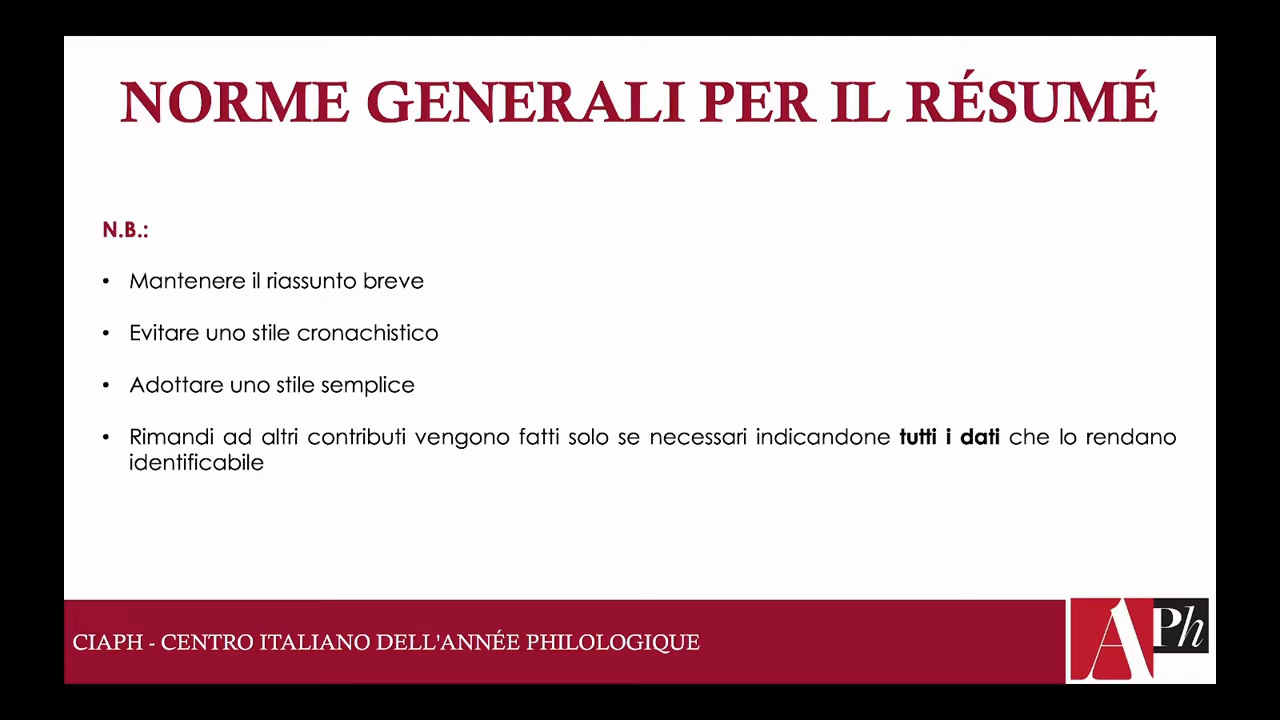 NORME GENERALI PER IL RÉSUMÉ
N.B.:
• Mantenere il riassunto breve
• Evitare uno stile cronachistico
• Adottare uno stile semplice
• Rimandi ad altri contributi vengono fatti solo se necessari indicandone tutti i dati che lo rendano
identificabile
CIAPH - CENTRO ITALIANO DELL'ANNÉE PHILOLOGIQUE
APh